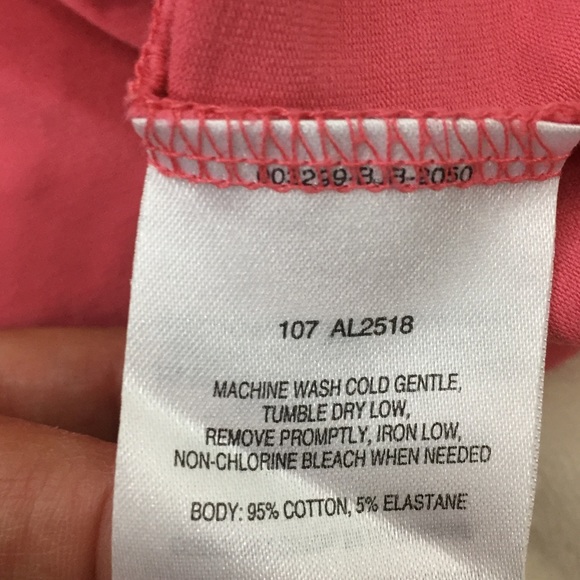 107 AL2518
MACHINE WASH COLD GENTLE,
TUMBLE DRY LOW,
REMOVE PROMPTLY, IRON LOW,
NON-CHLORINE BLEACH WHEN NEEDED
BODY: 95% COTTON, 5% ELASTANE